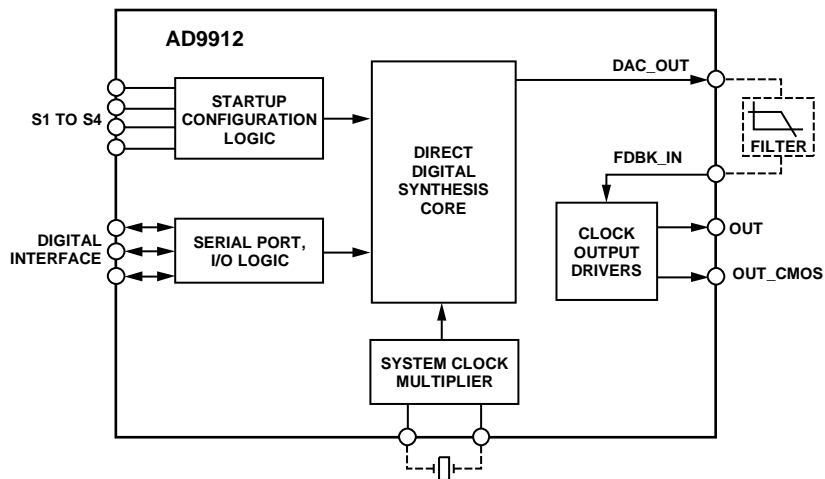 AD9912
S1 TO S4
STARTUP
CONFIGURATION
LOGIC
DIRECT
DIGITAL
SYNTHESIS
CORE
DAC_OUT
FILTER
FDBK_IN
DIGITAL
INTERFACE
SERIAL PORT,
I/O LOGIC
CLOCK
OUTPUT
DRIVERS
OUT
OUT_CMOS
SYSTEM CLOCK
MULTIPLIER